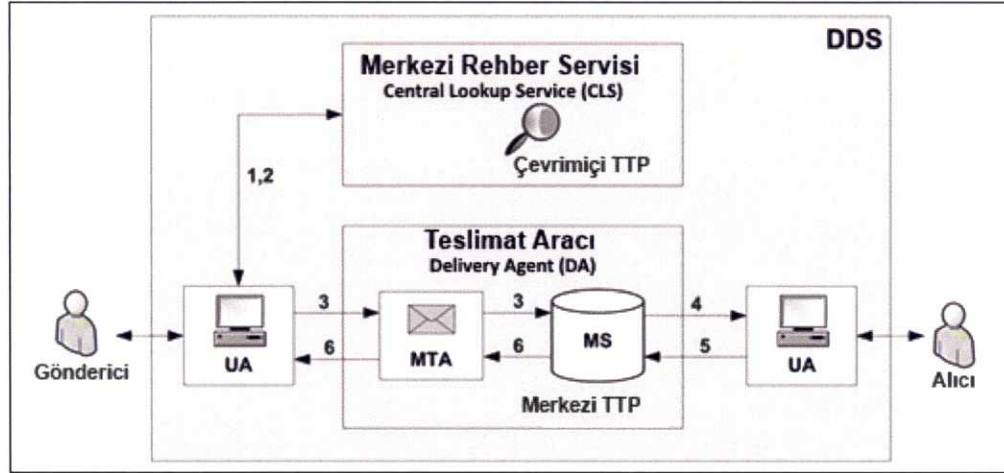 DDS
Merkezi Rehber Servisi
Central Lookup Service (CLS)
Çevrimiçi TTP
1,2
Teslimat Aracı
Delivery Agent (DA)
3
3
4
UA
MTA
MS
UA
6
6
5
Merkezi TTP
Gönderici
Alıcı